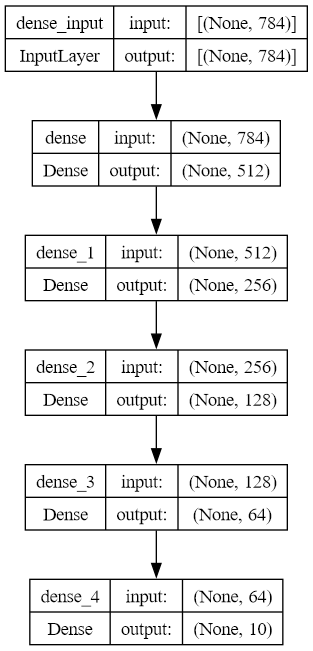 dense_input input: [(None, 784)]
InputLayer output: [(None, 784)]
dense input: (None, 784)
Dense output: (None, 512)
dense_1 input: (None, 512)
Dense output: (None, 256)
dense_2 input: (None, 256)
Dense output: (None, 128)
dense_3 input: (None, 128)
Dense output: (None, 64)
dense_4 input: (None, 64)
Dense output: (None, 10)